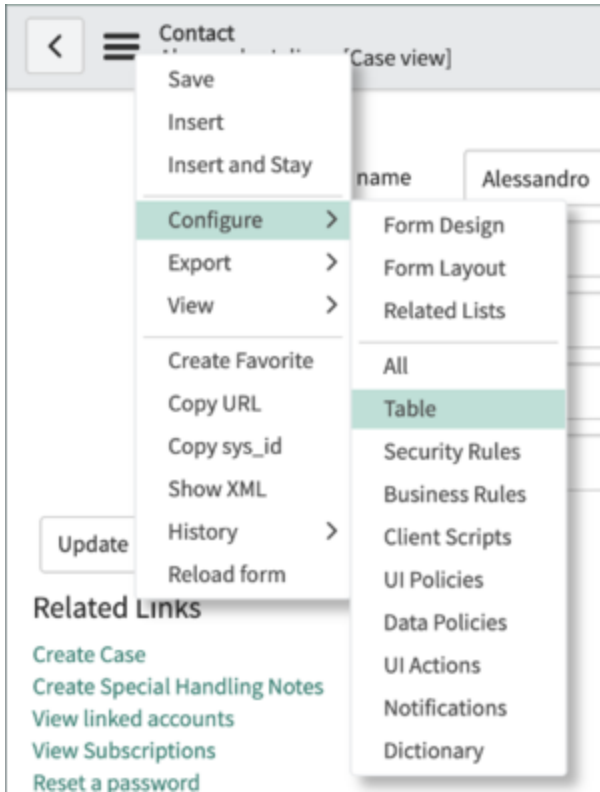 Contact
[Case view]
Save
Insert
Insert and Stay
Configure
Export
View
Create Favorite
Copy URL
Copy sys_id
Show XML
History
Reload form
name
Alessandro
Form Design
Form Layout
Related Lists
All
Table
Security Rules
Business Rules
Client Scripts
UI Policies
Data Policies
UI Actions
Notifications
Dictionary
Update
Related Links
Create Case
Create Special Handling Notes
View linked accounts
View Subscriptions
Reset a password